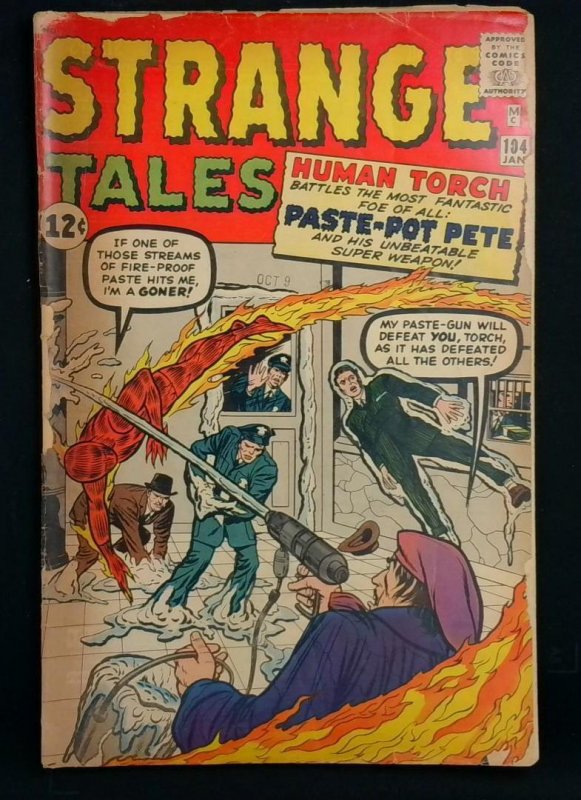 STRANGE
TALES
APPROVED
BY THE
COMICS
CODE
CA
AUTHORITY
M
C
104
JAN
12¢
HUMAN TORCH
BATTLES THE MOST FANTASTIC
FOE OF ALL:
PASTE-POT PETE
AND HIS UNBEATABLE
SUPER WEAPON!
IF ONE OF
THOSE STREAMS
OF FIRE-PROOF
PASTE HITS ME,
I'M A GONER!
OCT 9
MY PASTE-GUN WILL
DEFEAT YOU, TORCH,
AS IT HAS DEFEATED
ALL THE OTHERS!